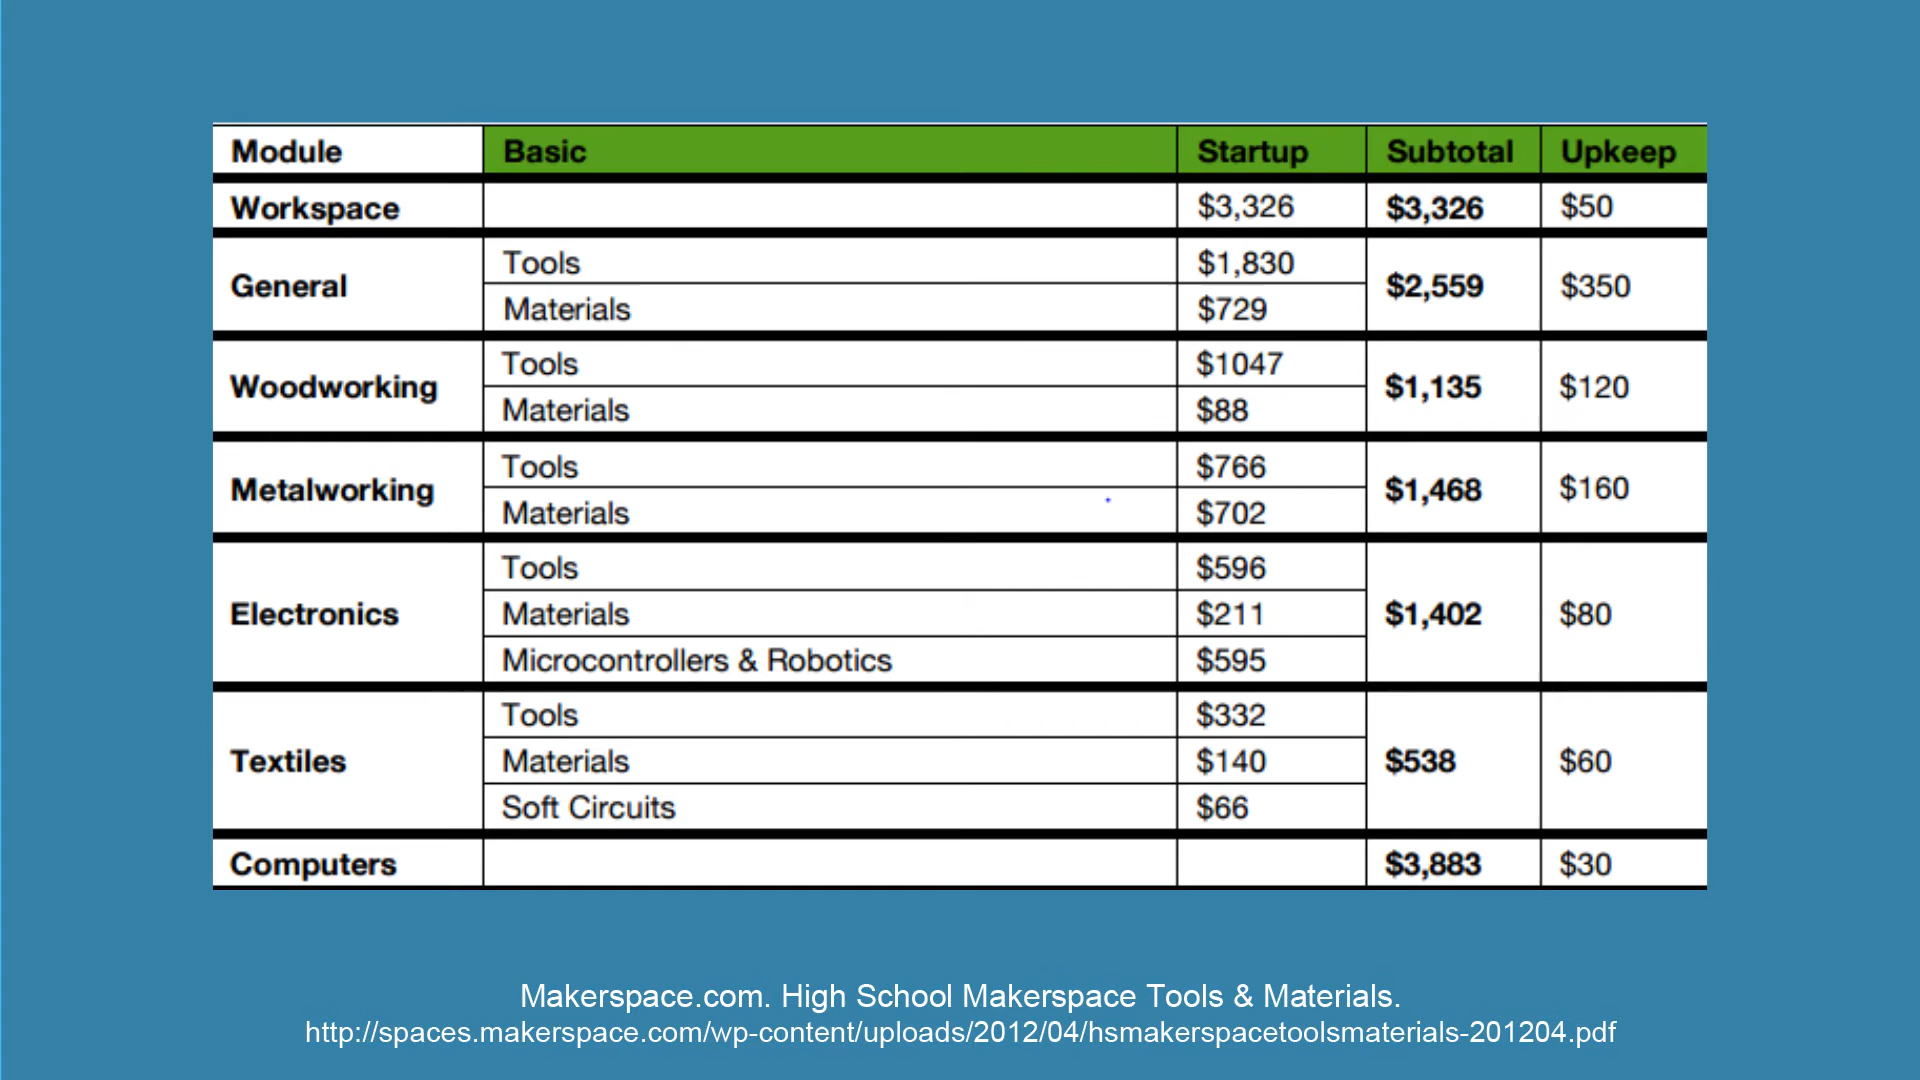 Module Basic Startup Subtotal Upkeep
Workspace $3,326 $3,326 $50
General Tools $1,830 $2,559 $350
Materials $729
Woodworking Tools $1047 $1,135 $120
Materials $88
Metalworking Tools $766 $1,468 $160
Materials $702
Electronics Tools $596 $1,402 $80
Materials $211
Microcontrollers & Robotics $595
Textiles Tools $332 $538 $60
Materials $140
Soft Circuits $66
Computers $3,883 $30
Makerspace.com. High School Makerspace Tools & Materials.
http://spaces.makerspace.com/wp-content/uploads/2012/04/hsmakerspacetoolsmaterials-201204.pdf